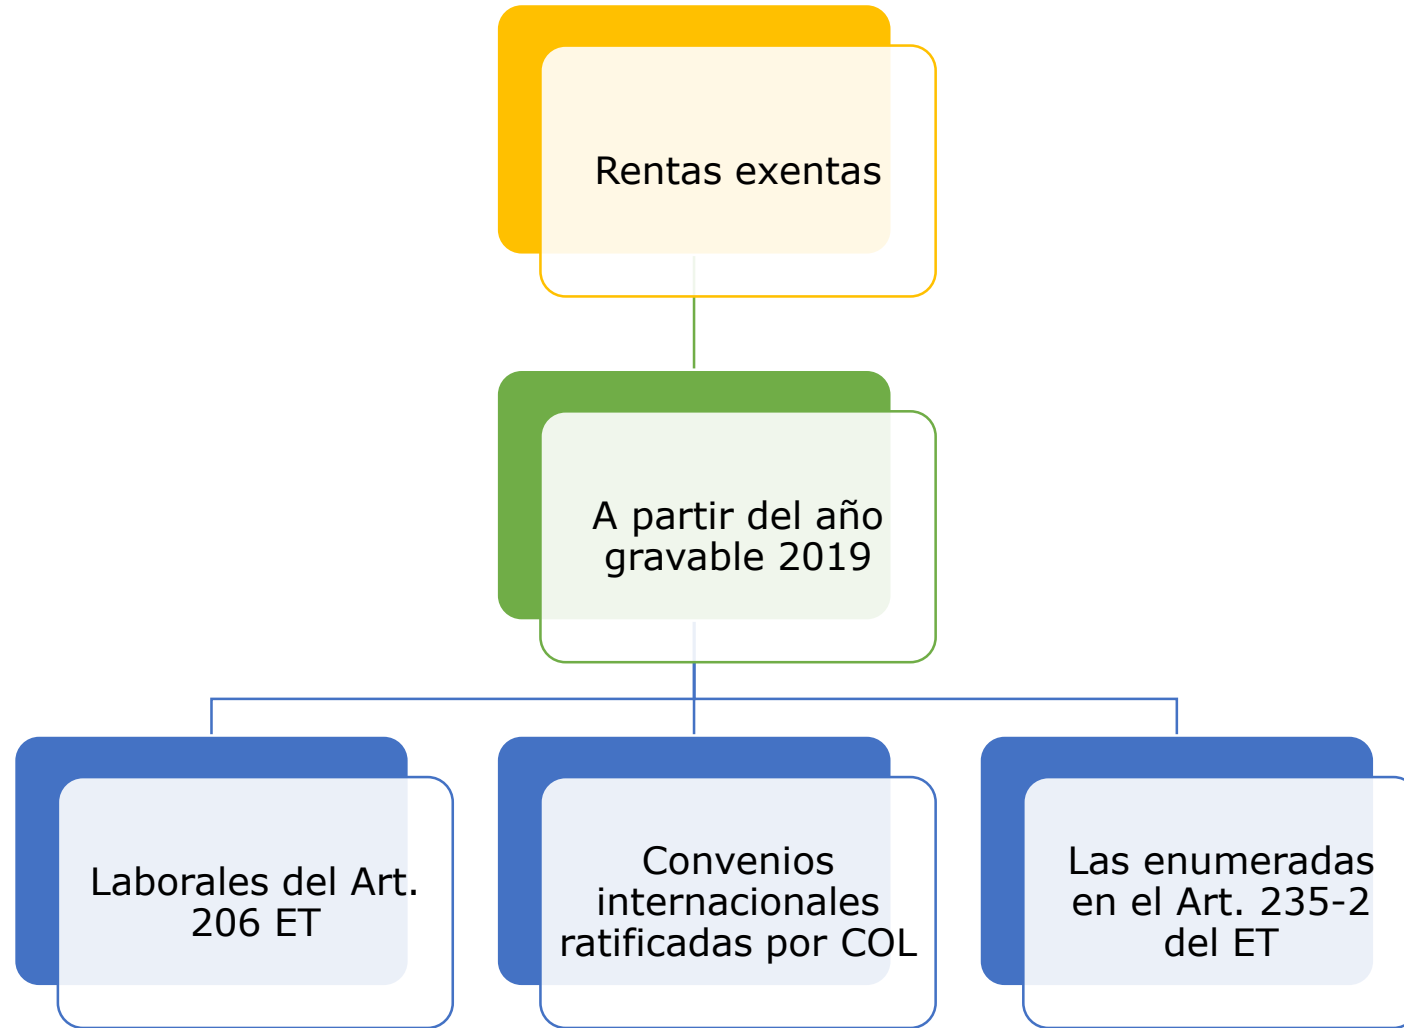 Rentas exentas
A partir del año
gravable 2019
Laborales del Art.
206 ET
Convenios
internacionales
ratificadas por COL
Las enumeradas
en el Art. 235-2
del ET